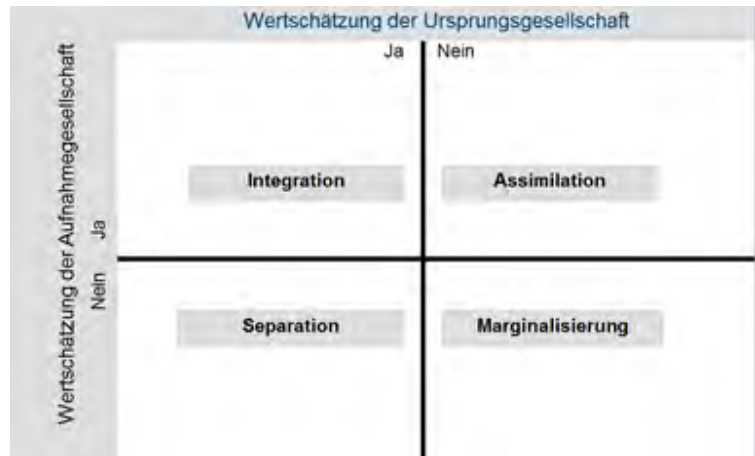 Wertschätzung der Ursprungsgesellschaft
Ja Nein
Wertschätzung der Aufnahmegesellschaft
Ja
Integration Assimilation
Nein
Separation Marginalisierung